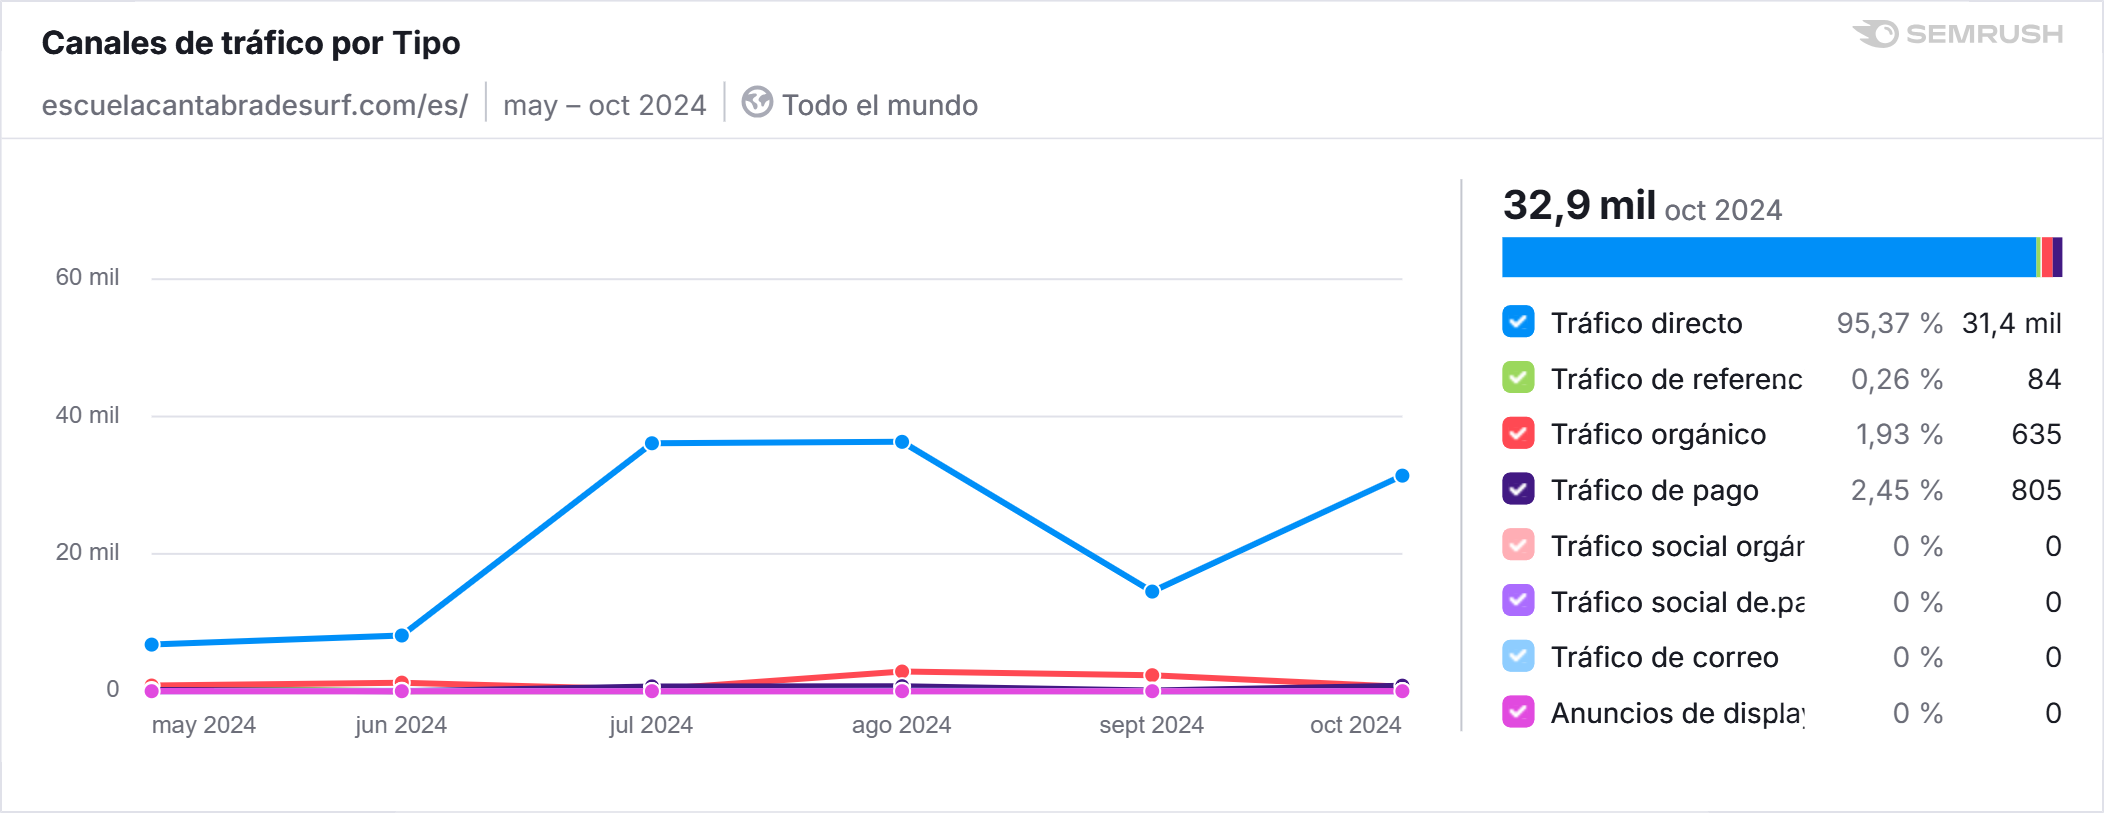 Canales de tráfico por Tipo
SEMRUSH
escuelacantabradesurf.com/es/ may – oct 2024 Todo el mundo
32,9 mil oct 2024
60 mil
40 mil
20 mil
0
may 2024 jun 2024 jul 2024 ago 2024 sept 2024 oct 2024
Tráfico directo 95,37 % 31,4 mil
Tráfico de referenc 0,26 % 84
Tráfico orgánico 1,93 % 635
Tráfico de pago 2,45 % 805
Tráfico social orgán 0 % 0
Tráfico social de pa 0 % 0
Tráfico de correo 0 % 0
Anuncios de display 0 % 0